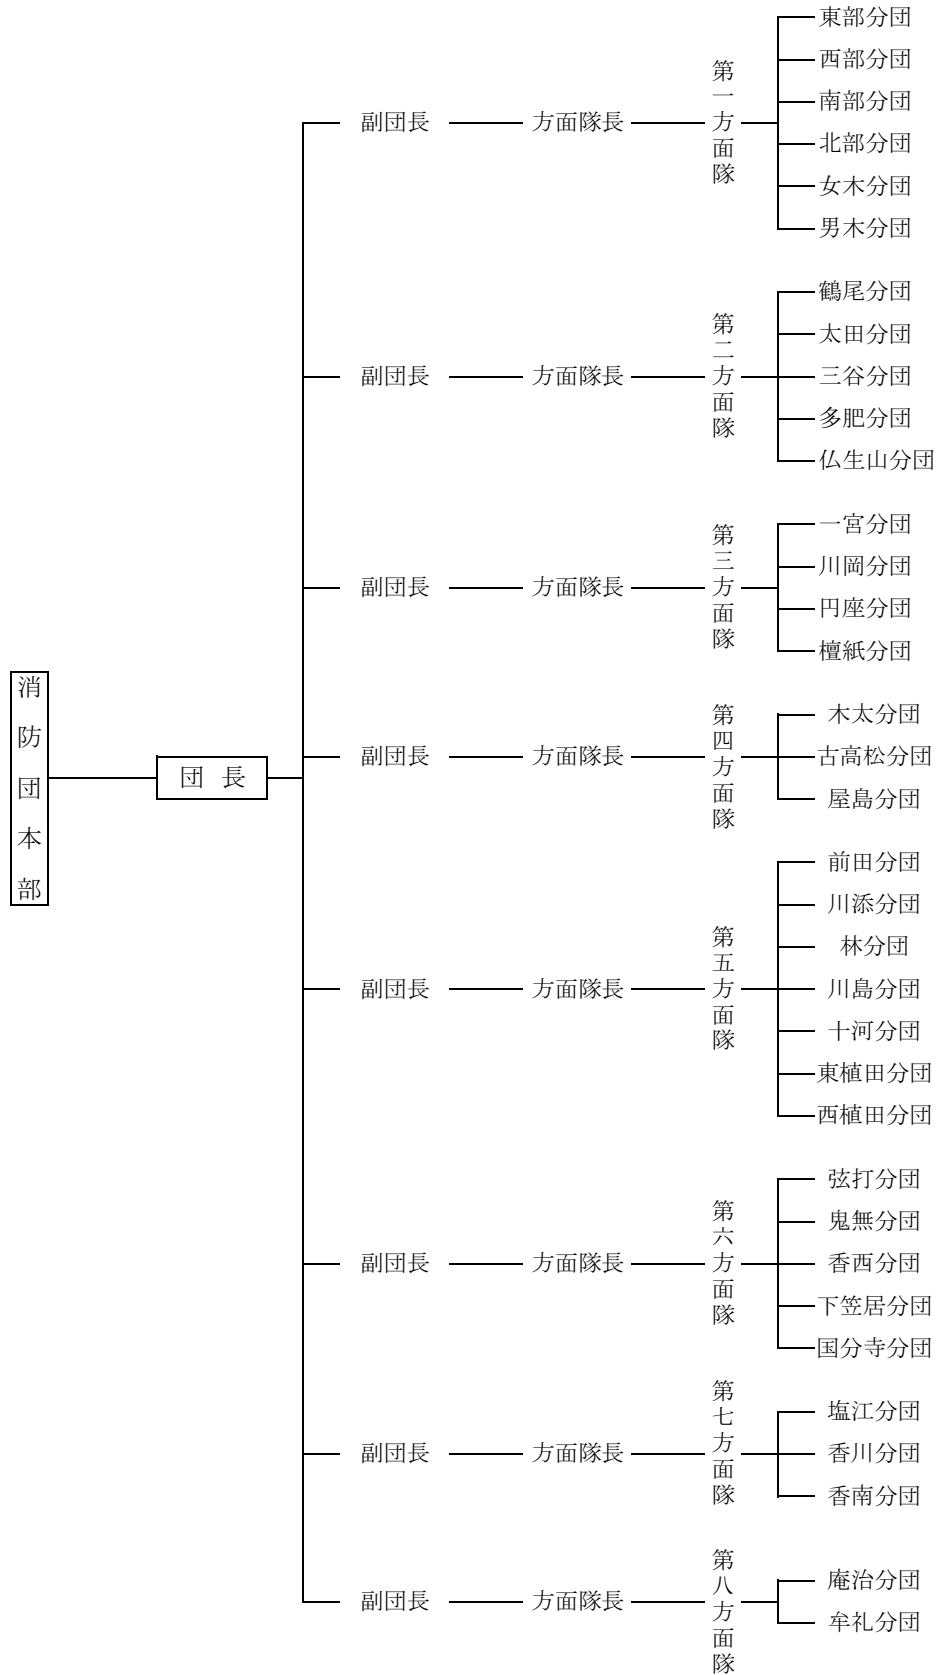 消防団本部
団長
副団長
方面隊長
第一方面隊
東部分団
西部分団
南部分団
北部分団
女木分団
男木分団
副団長
方面隊長
第二方面隊
鶴尾分団
太田分団
三谷分団
多肥分団
仏生山分団
副団長
方面隊長
第三方面隊
一宮分団
川岡分団
円座分団
檀紙分団
副団長
方面隊長
第四方面隊
木太分団
古高松分団
屋島分団
副団長
方面隊長
第五方面隊
前田分団
川添分団
林分団
川島分団
十河分団
東植田分団
西植田分団
副団長
方面隊長
第六方面隊
弦打分団
鬼無分団
香西分団
下笠居分団
国分寺分団
副団長
方面隊長
第七方面隊
塩江分団
香川分団
香南分団
副団長
方面隊長
第八方面隊
庵治分団
牟礼分団